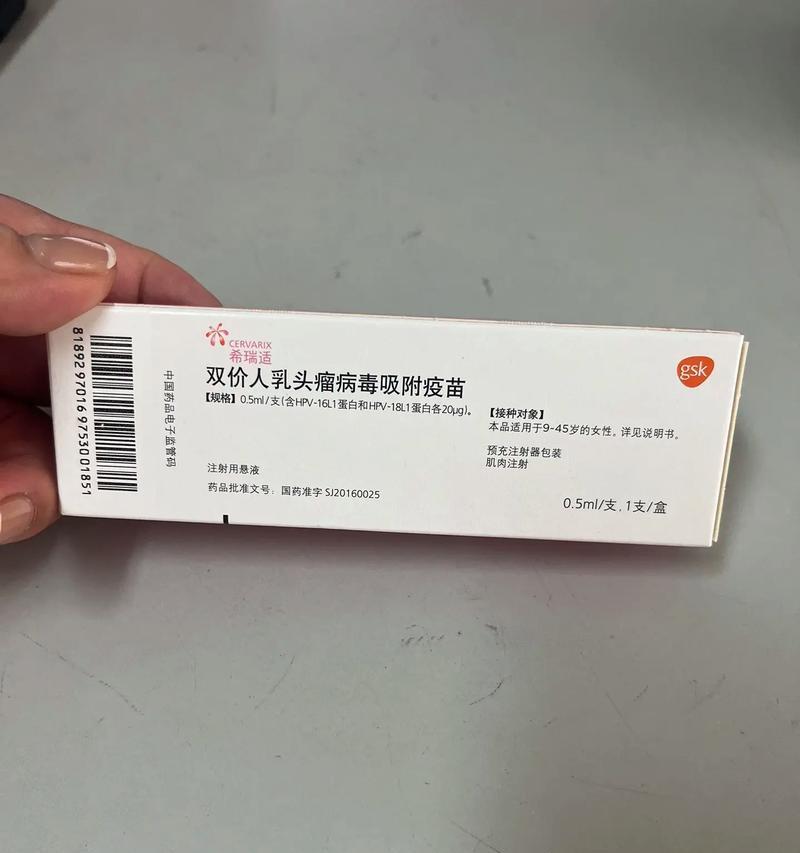 CERVARIX
希瑞适
gsk
双价人乳头瘤病毒吸附疫苗
【规格】0.5ml/支(含HPV-16L1蛋白和HPV-18L1蛋白各20μg)。
【接种对象】
本品适用于9-45岁的女性。详见说明书。
预充注射器包装
肌肉注射
注射用悬液
药品批准文号：国药准字 SJ20160025
0.5ml/支，1支/盒
中国药品电子监管码
81892 97016 97530 01851